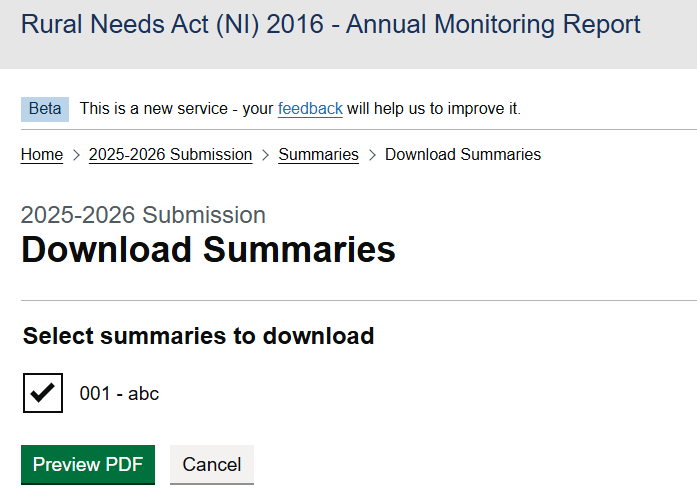 Rural Needs Act (NI) 2016 - Annual Monitoring Report
Beta This is a new service - your feedback will help us to improve it.
Home > 2025-2026 Submission > Summaries > Download Summaries
2025-2026 Submission
Download Summaries
Select summaries to download
001 - abc
Preview PDF Cancel